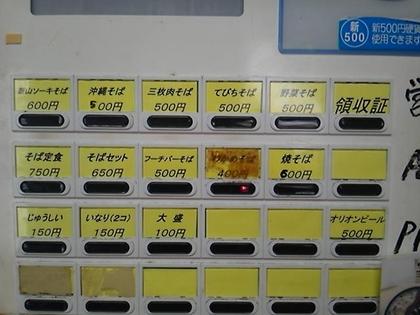 新
500
新500円硬貨
使用できます
新山ソーキそば
600円
沖縄そば
500円
三枚肉そば
500円
てびちそば
500円
野菜そば
500円
領収証
そば定食
750円
そばセット
650円
フーチバーそば
500円
わかめそば
400円
焼そば
600円
じゅうしい
150円
いなり(2コ)
150円
大盛
100円
オリオンビール
500円
営